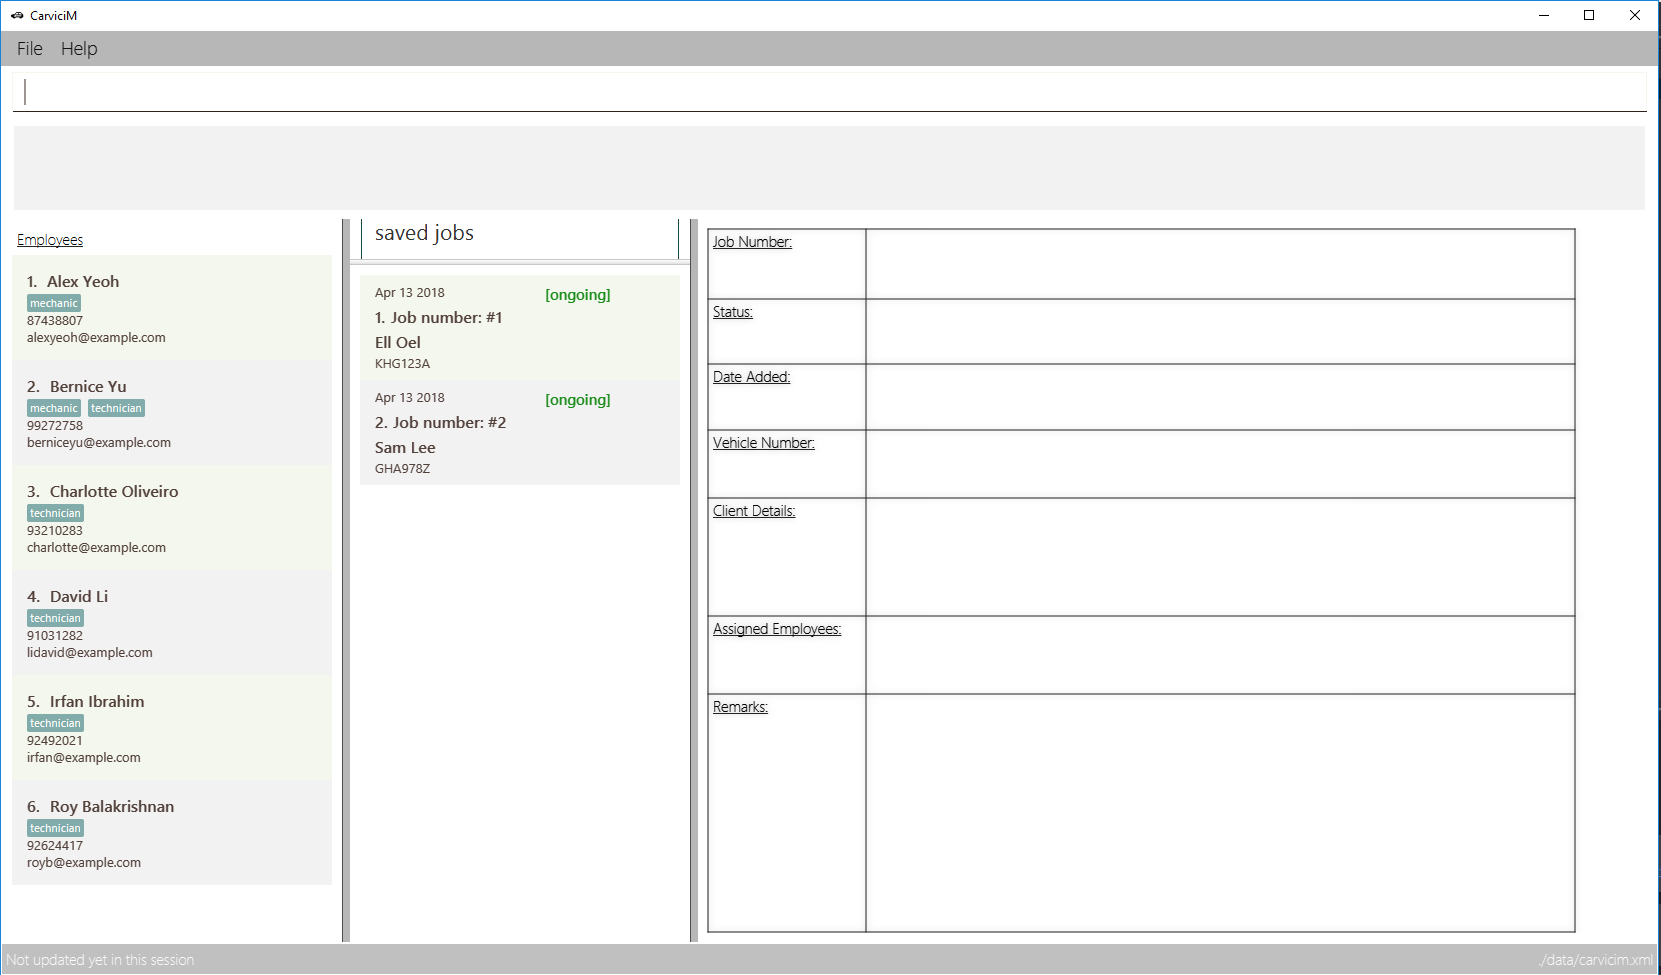 CarviciM
File Help
Employees
1. Alex Yeoh
mechanic
87438807
alexyeoh@example.com
2. Bernice Yu
mechanic technician
99272758
berniceyu@example.com
3. Charlotte Oliveiro
technician
93210283
charlotte@example.com
4. David Li
technician
91031282
lidavid@example.com
5. Irfan Ibrahim
technician
92492021
irfan@example.com
6. Roy Balakrishnan
technician
92624417
royb@example.com
saved jobs
Apr 13 2018 [ongoing]
1. Job number: #1
Ell Oel
KHG123A
Apr 13 2018 [ongoing]
2. Job number: #2
Sam Lee
GHA978Z
Job Number:
Status:
Date Added:
Vehicle Number:
Client Details:
Assigned Employees:
Remarks:
Not updated yet in this session
./data/carvicim.xml